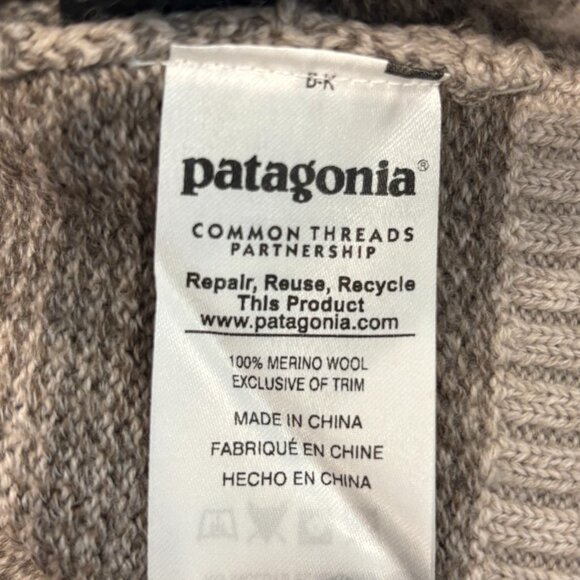 B-K
patagonia®
COMMON THREADS
PARTNERSHIP
Repair, Reuse, Recycle
This Product
www.patagonia.com
100% MERINO WOOL
EXCLUSIVE OF TRIM
MADE IN CHINA
FABRIQUÉ EN CHINE
HECHO EN CHINA